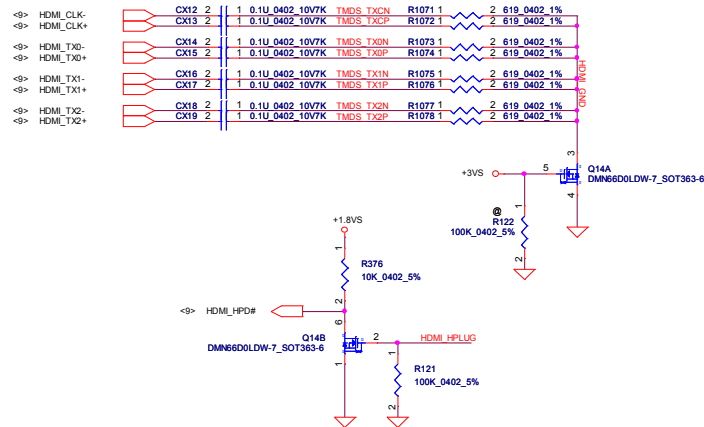 <9> HDMI_CLK- CX12 2 1 0.1U_0402_10V7K TMDS_TXCN R1071 1 2 619_0402_1%
<9> HDMI_CLK+ CX13 2 1 0.1U_0402_10V7K TMDS_TXCP R1072 1 2 619_0402_1%
<9> HDMI_TX0- CX14 2 1 0.1U_0402_10V7K TMDS_TX0N R1073 1 2 619_0402_1%
<9> HDMI_TX0+ CX15 2 1 0.1U_0402_10V7K TMDS_TX0P R1074 1 2 619_0402_1%
<9> HDMI_TX1- CX16 2 1 0.1U_0402_10V7K TMDS_TX1N R1075 1 2 619_0402_1%
<9> HDMI_TX1+ CX17 2 1 0.1U_0402_10V7K TMDS_TX1P R1076 1 2 619_0402_1%
<9> HDMI_TX2- CX18 2 1 0.1U_0402_10V7K TMDS_TX2N R1077 1 2 619_0402_1%
<9> HDMI_TX2+ CX19 2 1 0.1U_0402_10V7K TMDS_TX2P R1078 1 2 619_0402_1%
HDMI_GND
3
+3VS 5 Q14A
DMN66D0LDW-7_SOT363-6
4
@ 1
R122
100K_0402_5%
2
+1.8VS
1
R376
10K_0402_5%
2
<9> HDMI_HPD#
6
Q14B 2 HDMI_HPLUG
DMN66D0LDW-7_SOT363-6
1 1
R121
100K_0402_5%
2